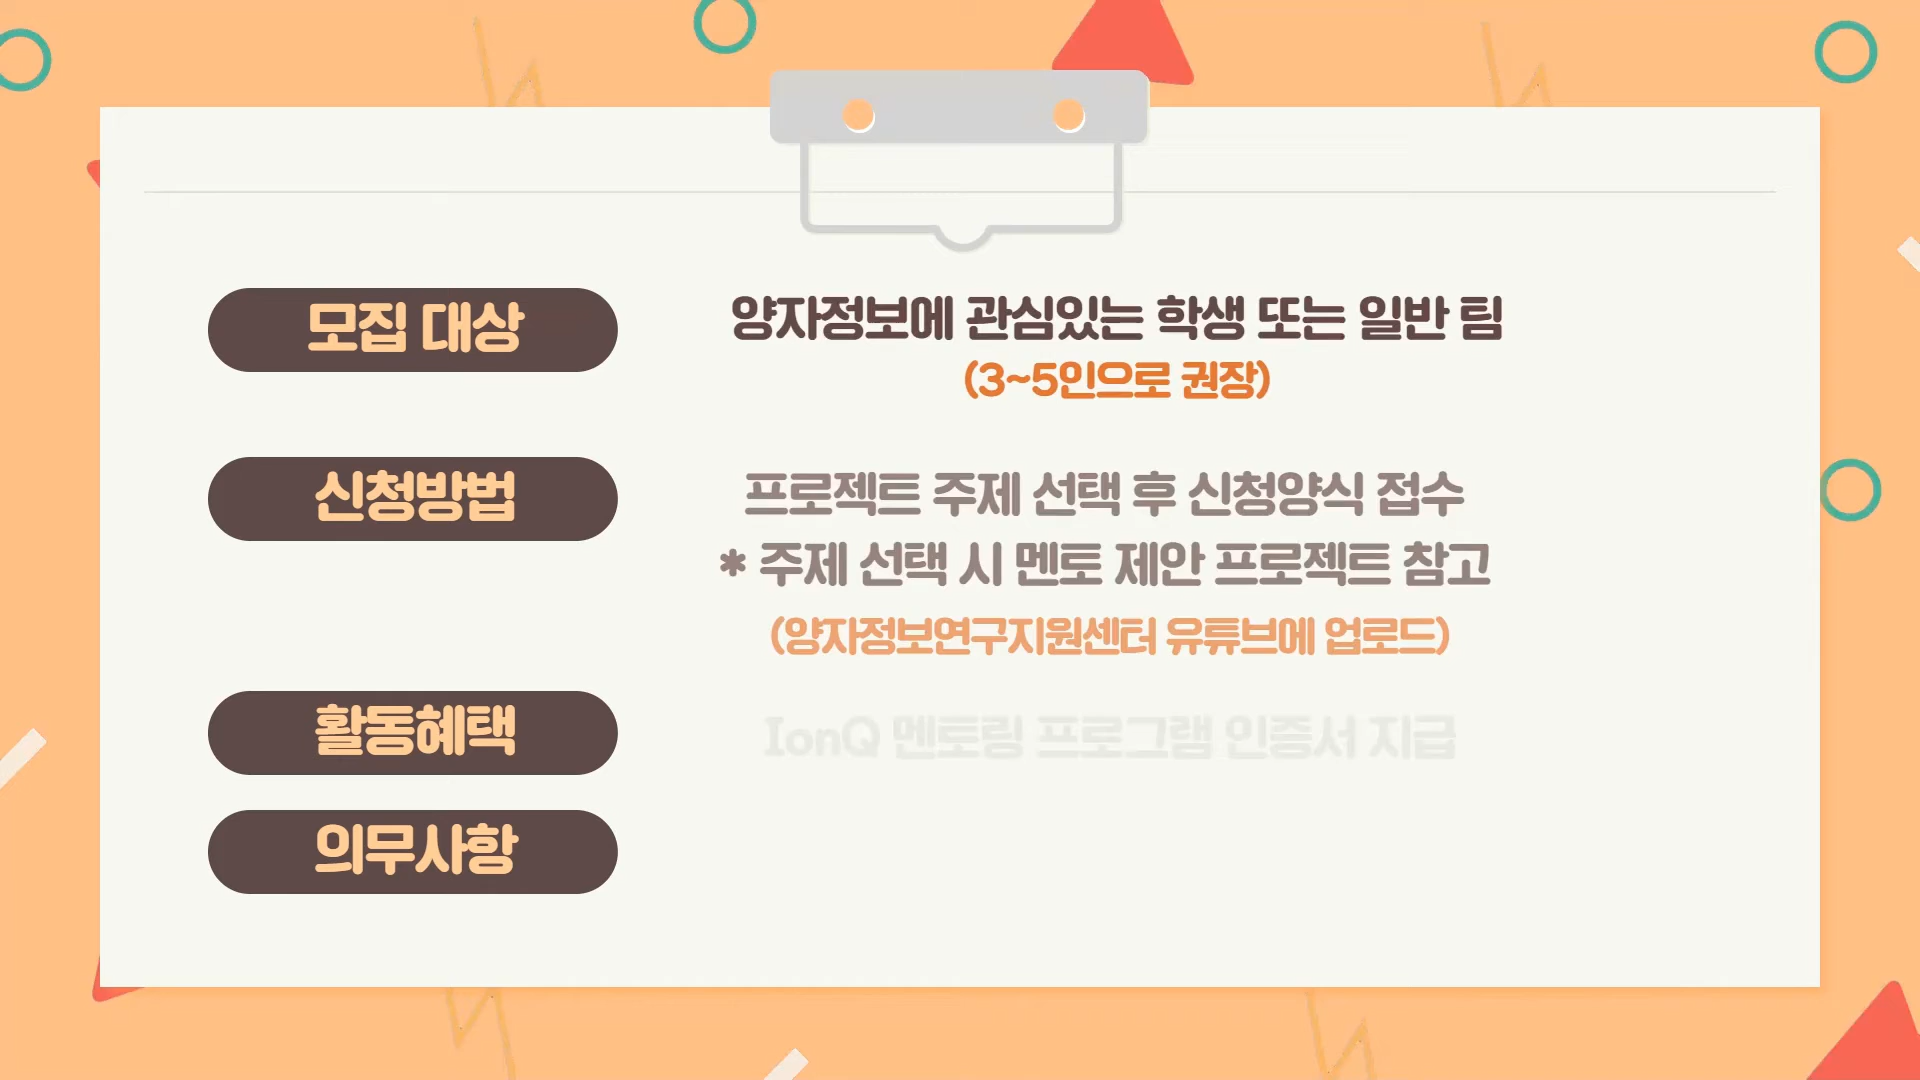 모집 대상
양자정보에 관심있는 학생 또는 일반 팀
(3~5인으로 권장)
신청방법
프로젝트 주제 선택 후 신청양식 접수
* 주제 선택 시 멘토 제안 프로젝트 참고
(양자정보연구지원센터 유튜브에 업로드)
활동혜택
IonQ 멘토링 프로그램 인증서 지급
의무사항